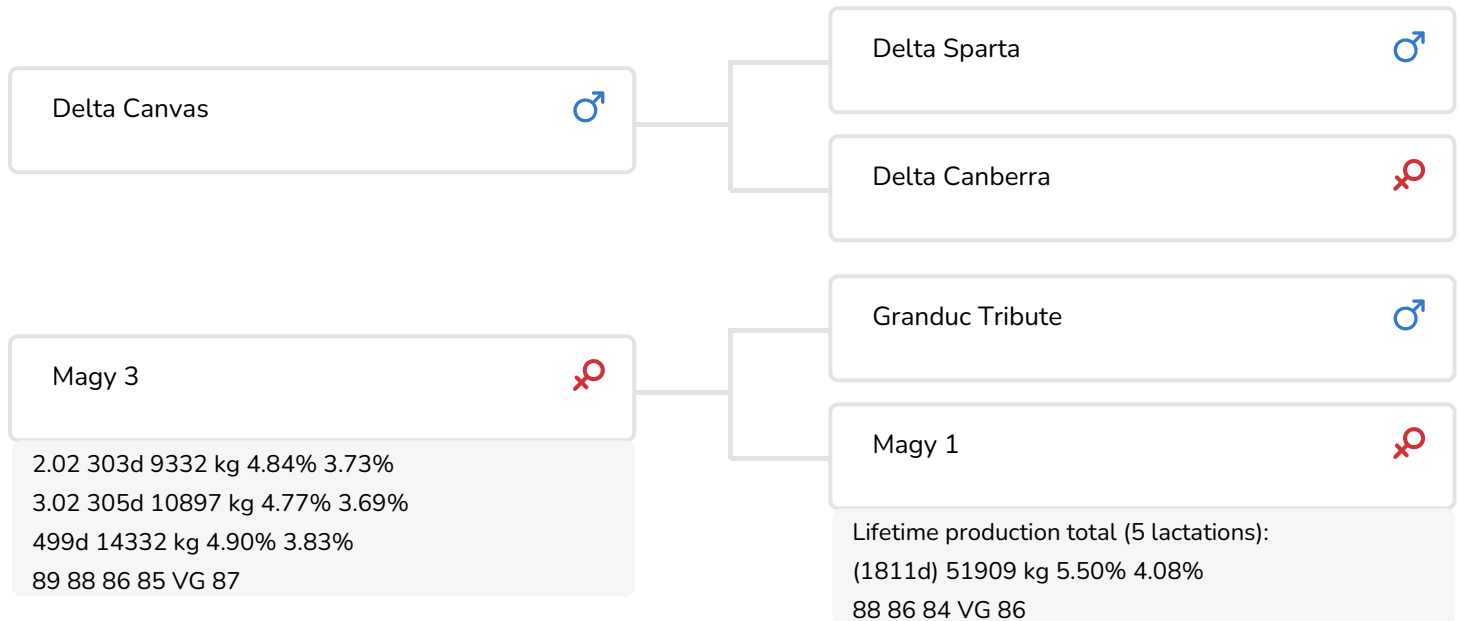 Delta Canvas
Magy 3
2.02 303d 9332 kg 4.84% 3.73%
3.02 305d 10897 kg 4.77% 3.69%
499d 14332 kg 4.90% 3.83%
89 88 86 85 VG 87
Delta Sparta
Delta Canberra
Granduc Tribute
Magy 1
Lifetime production total (5 lactations):
(1811d) 51909 kg 5.50% 4.08%
88 86 84 VG 86